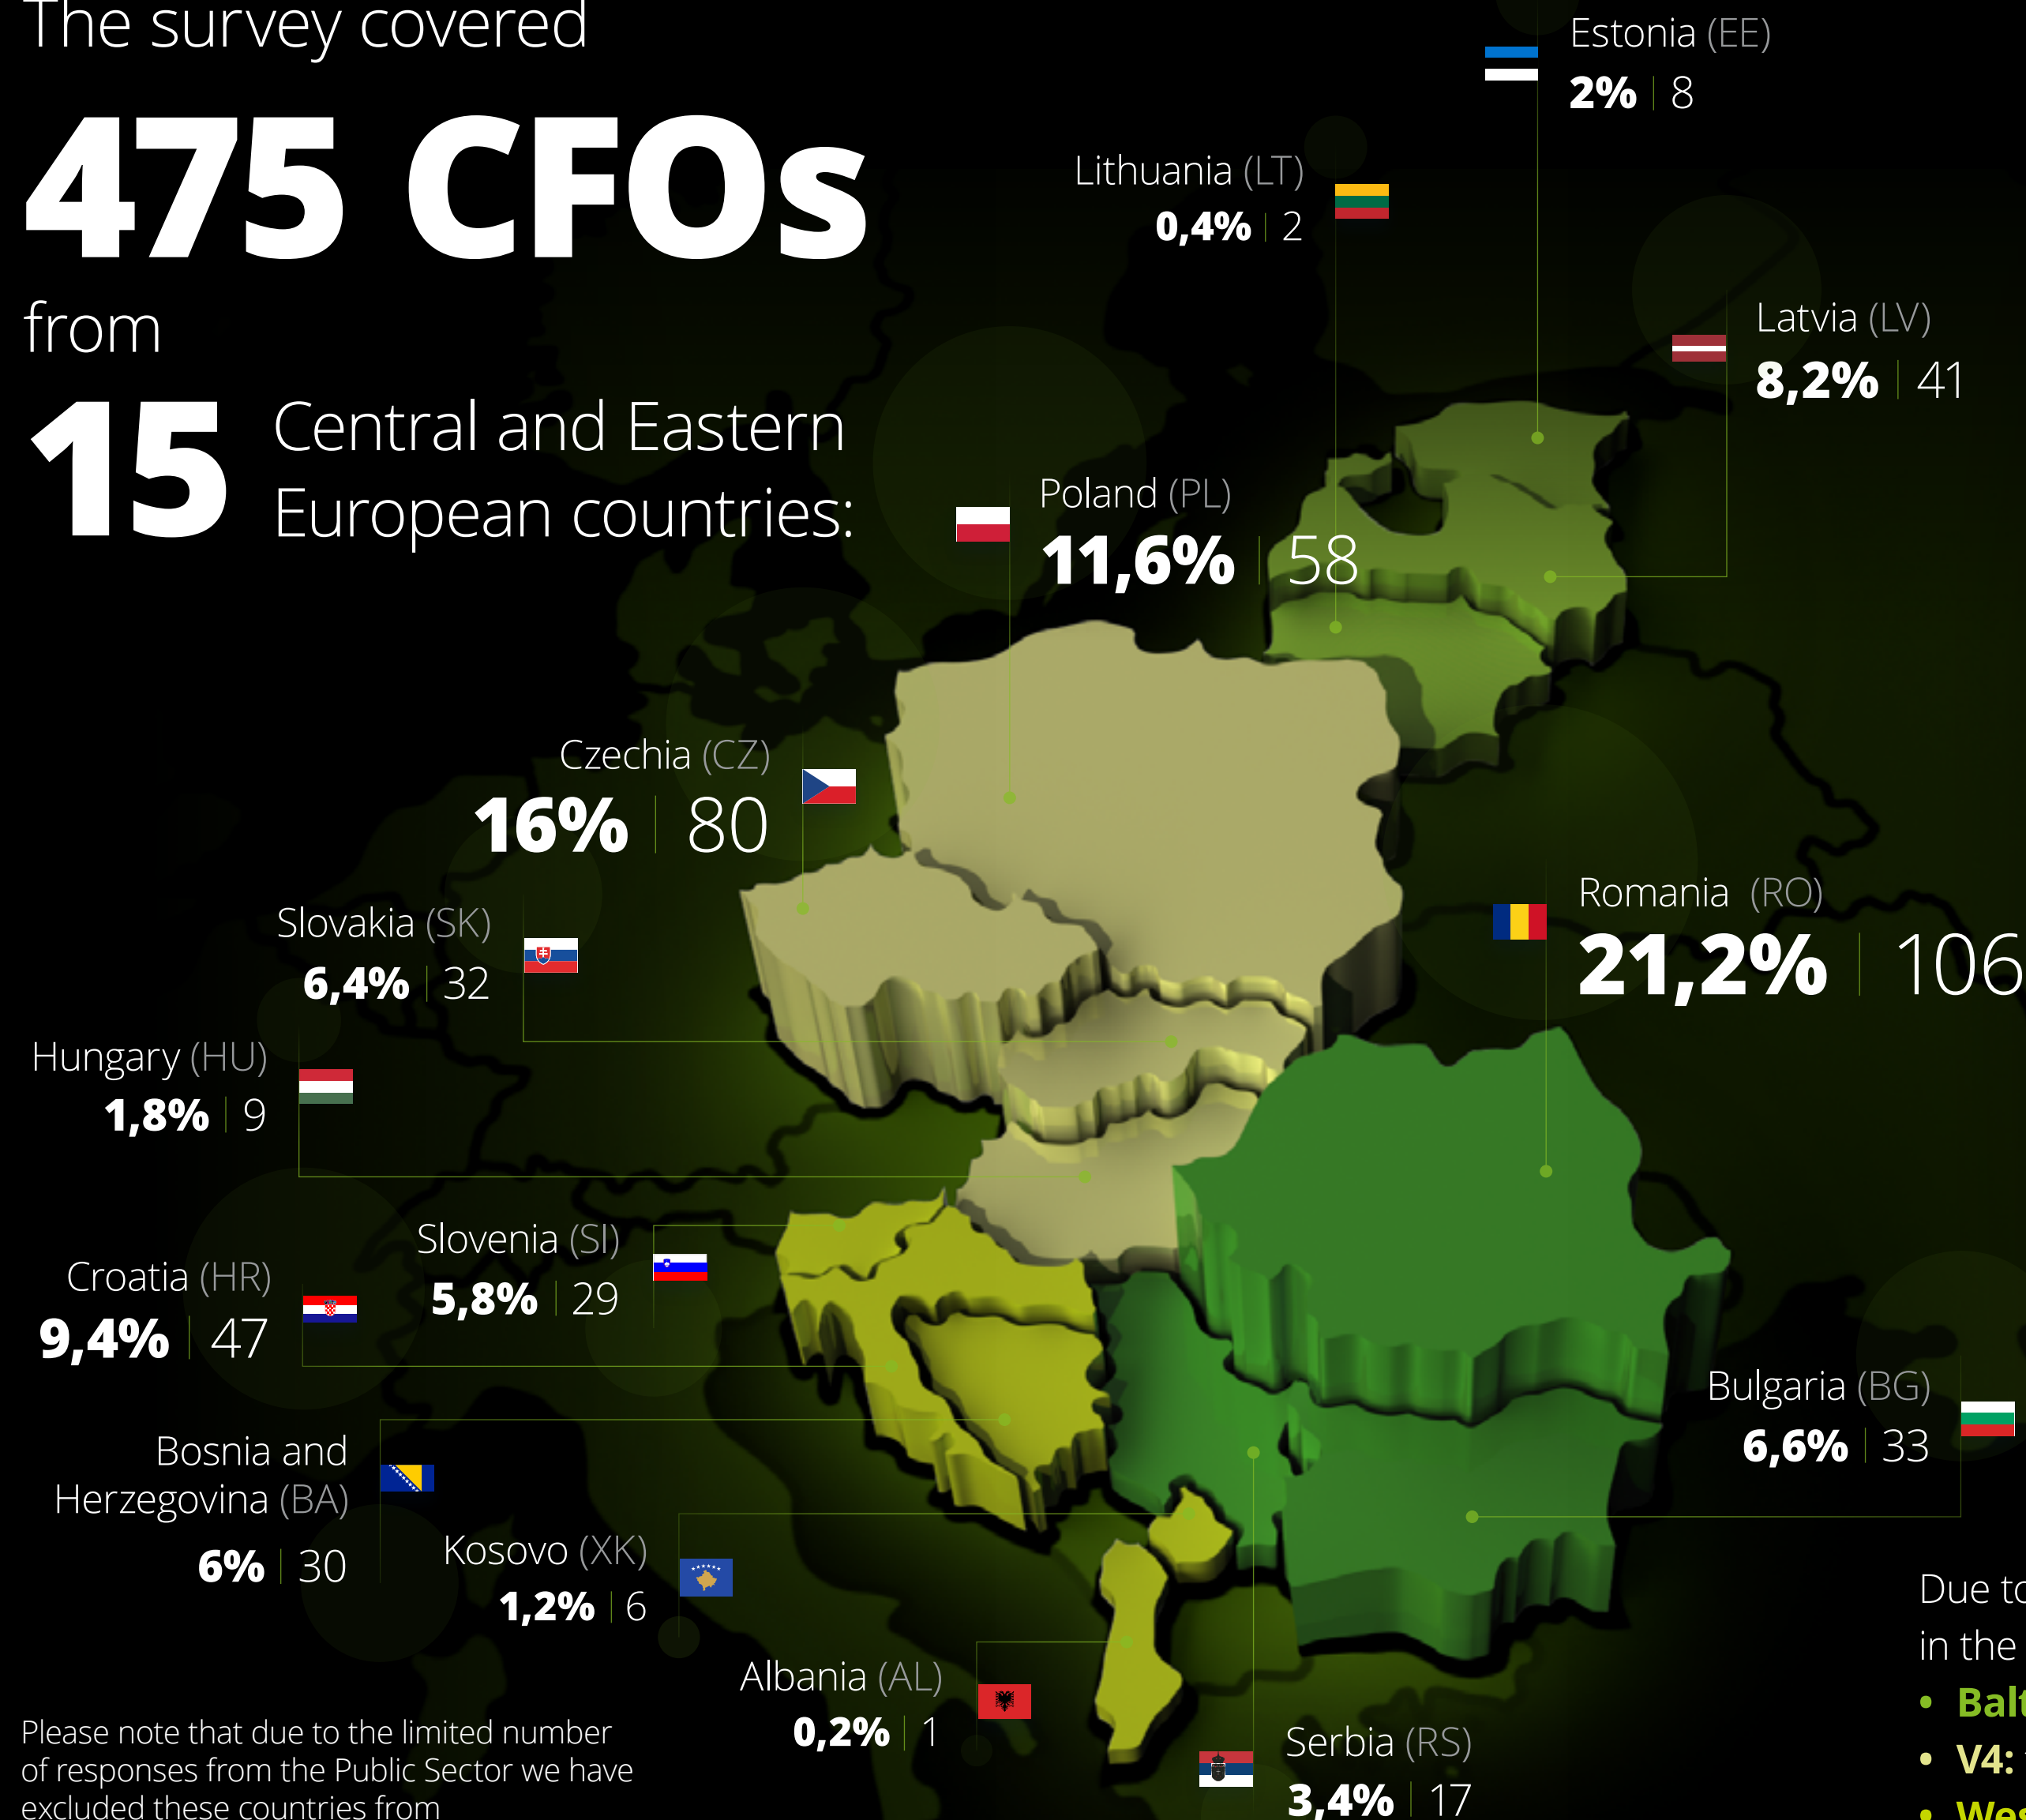 The survey covered
475 CFOs
from
15 Central and Eastern
European countries:
Estonia (EE)
2% | 8
Lithuania (LT)
0,4% | 2
Latvia (LV)
8,2% | 41
Poland (PL)
11,6% | 58
Czechia (CZ)
16% | 80
Slovakia (SK)
6,4% | 32
Romania (RO)
21,2% | 106
Hungary (HU)
1,8% | 9
Slovenia (SI)
5,8% | 29
Croatia (HR)
9,4% | 47
Bulgaria (BG)
6,6% | 33
Bosnia and
Herzegovina (BA)
6% | 30
Kosovo (XK)
1,2% | 6
Albania (AL)
0,2% | 1
Serbia (RS)
3,4% | 17
Please note that due to the limited number
of responses from the Public Sector we have
excluded these countries from
Due to
in the
• Balt
• V4:
• Wes